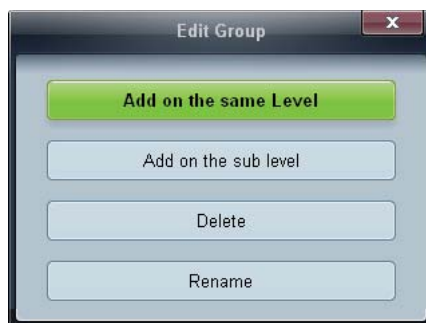 Edit Group
x
Add on the same Level
Add on the sub level
Delete
Rename